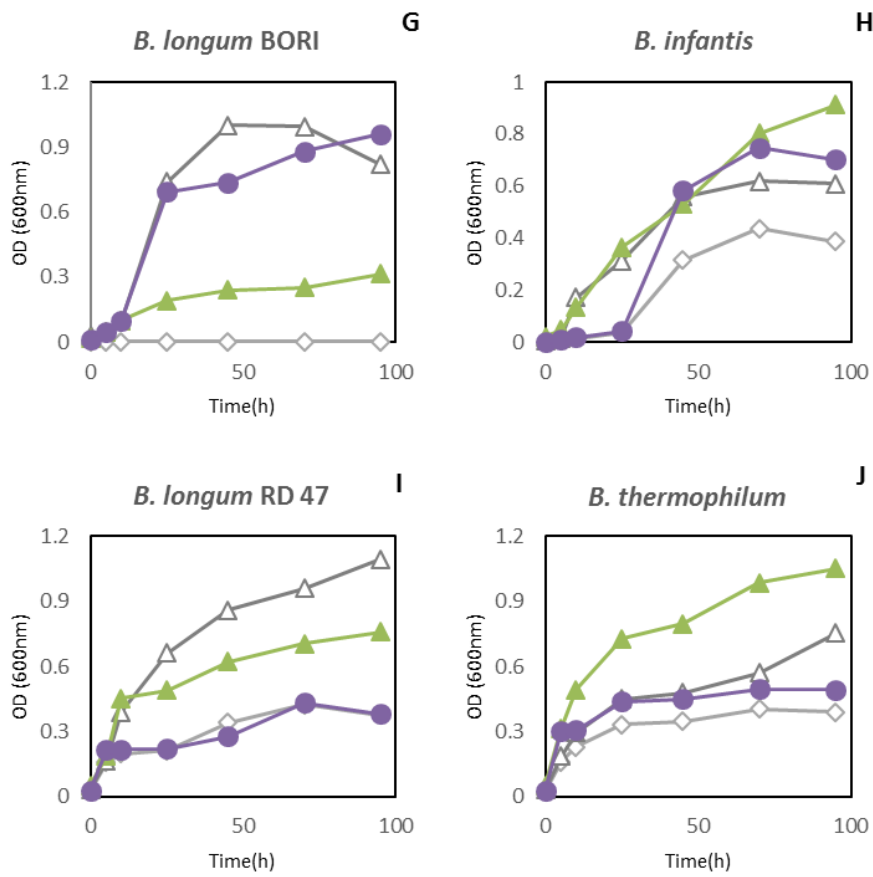 G
B. longum BORI
1.2
0.9
0.6
0.3
0
OD (600nm)
0 50 100
Time(h)
H
B. infantis
1
0.8
0.6
0.4
0.2
0
OD (600nm)
0 50 100
Time(h)
I
B. longum RD 47
1.2
0.9
0.6
0.3
0
OD (600nm)
0 50 100
Time(h)
J
B. thermophilum
1.2
0.9
0.6
0.3
0
OD (600nm)
0 50 100
Time(h)